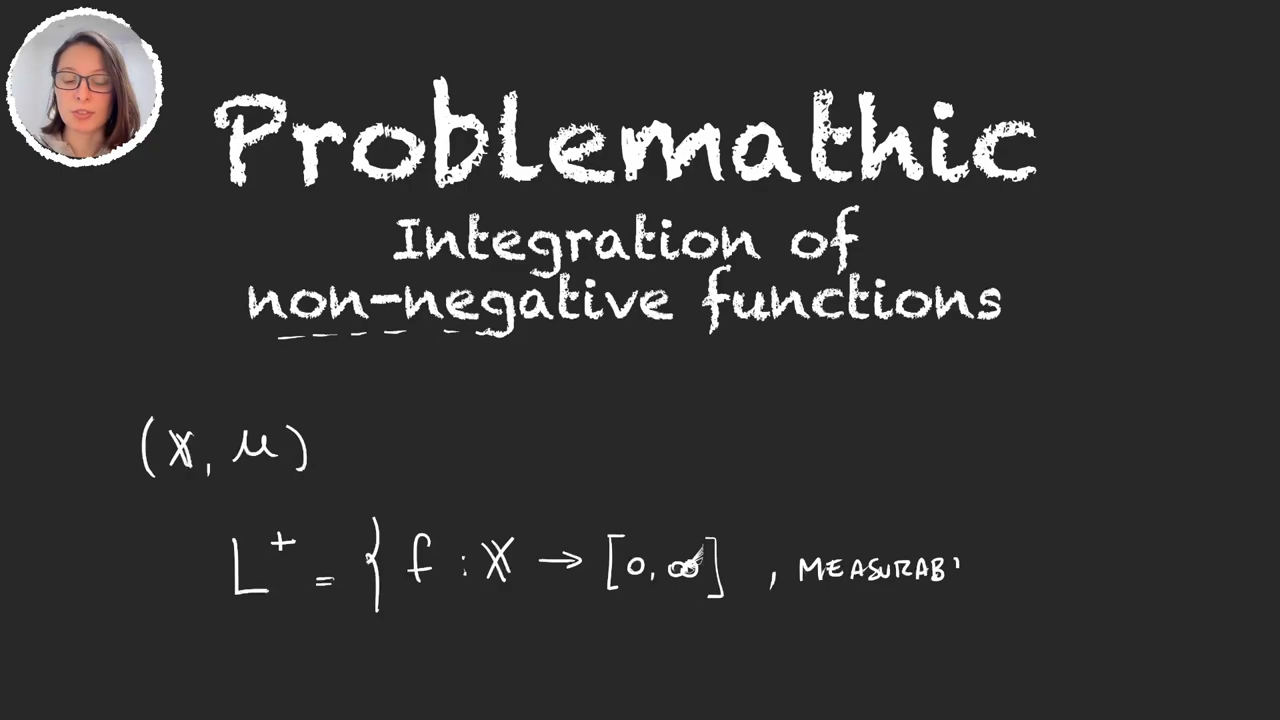 Problemathic
Integration of
non-negative functions
(X, μ)
L⁺ = { f : X → [0, ∞] , MEASURAB